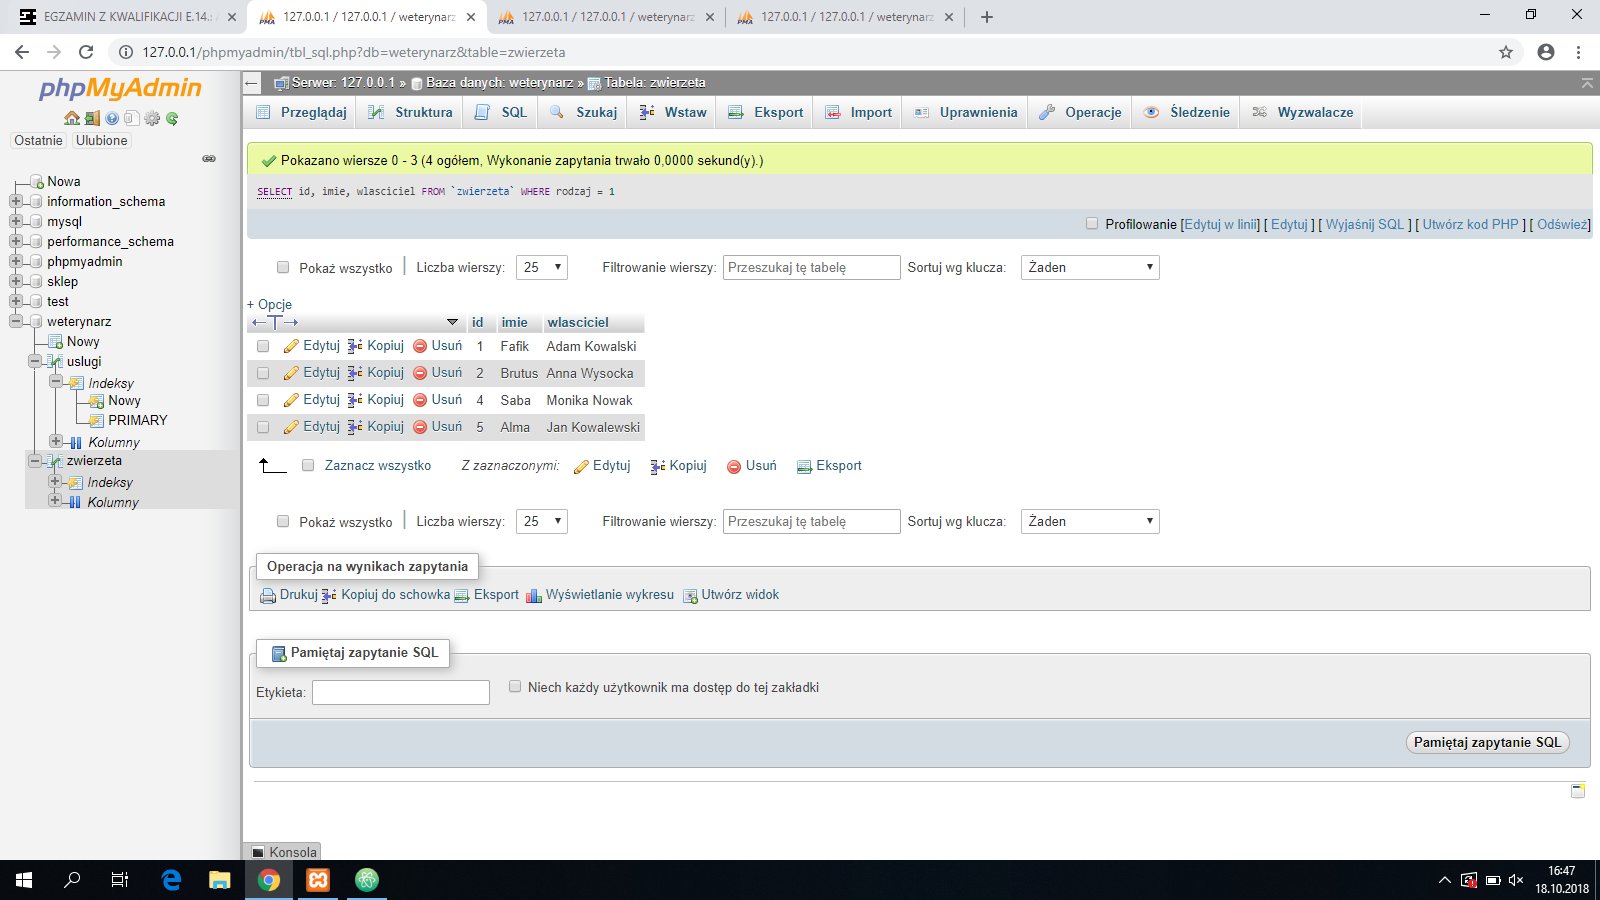 EGZAMIN Z KWALIFIKACJI E.14.:
127.0.0.1 / 127.0.0.1 / weterynarz
127.0.0.1 / 127.0.0.1 / weterynarz
127.0.0.1 / 127.0.0.1 / weterynarz
127.0.0.1/phpmyadmin/tbl_sql.php?db=weterynarz&table=zwierzeta
phpMyAdmin
Ostatnie Ulubione
Nowa
information_schema
mysql
performance_schema
phpmyadmin
sklep
test
weterynarz
Nowy
uslugi
Indeksy
Nowy
PRIMARY
Kolumny
zwierzeta
Indeksy
Kolumny
Serwer: 127.0.0.1 » Baza danych: weterynarz » Tabela: zwierzeta
Przeglądaj Struktura SQL Szukaj Wstaw Eksport Import Uprawnienia Operacje Śledzenie Wyzwalacze
Pokazano wiersze 0 - 3 (4 ogółem, Wykonanie zapytania trwało 0,0000 sekund(y).)
SELECT id, imie, wlasciciel FROM `zwierzeta` WHERE rodzaj = 1
Profilowanie [Edytuj w linii] [ Edytuj ] [ Wyjaśnij SQL ] [ Utwórz kod PHP ] [ Odśwież]
Pokaż wszystko Liczba wierszy: 25 Filtrowanie wierszy: Przeszukaj tę tabelę Sortuj wg klucza: Żaden
+ Opcje
←T→ id imie wlasciciel
Edytuj Kopiuj Usuń 1 Fafik Adam Kowalski
Edytuj Kopiuj Usuń 2 Brutus Anna Wysocka
Edytuj Kopiuj Usuń 4 Saba Monika Nowak
Edytuj Kopiuj Usuń 5 Alma Jan Kowalewski
Zaznacz wszystko Z zaznaczonymi: Edytuj Kopiuj Usuń Eksport
Pokaż wszystko Liczba wierszy: 25 Filtrowanie wierszy: Przeszukaj tę tabelę Sortuj wg klucza: Żaden
Operacja na wynikach zapytania
Drukuj Kopiuj do schowka Eksport Wyświetlanie wykresu Utwórz widok
Pamiętaj zapytanie SQL
Etykieta: Niech każdy użytkownik ma dostęp do tej zakładki
Pamiętaj zapytanie SQL
Konsola
16:47
18.10.2018